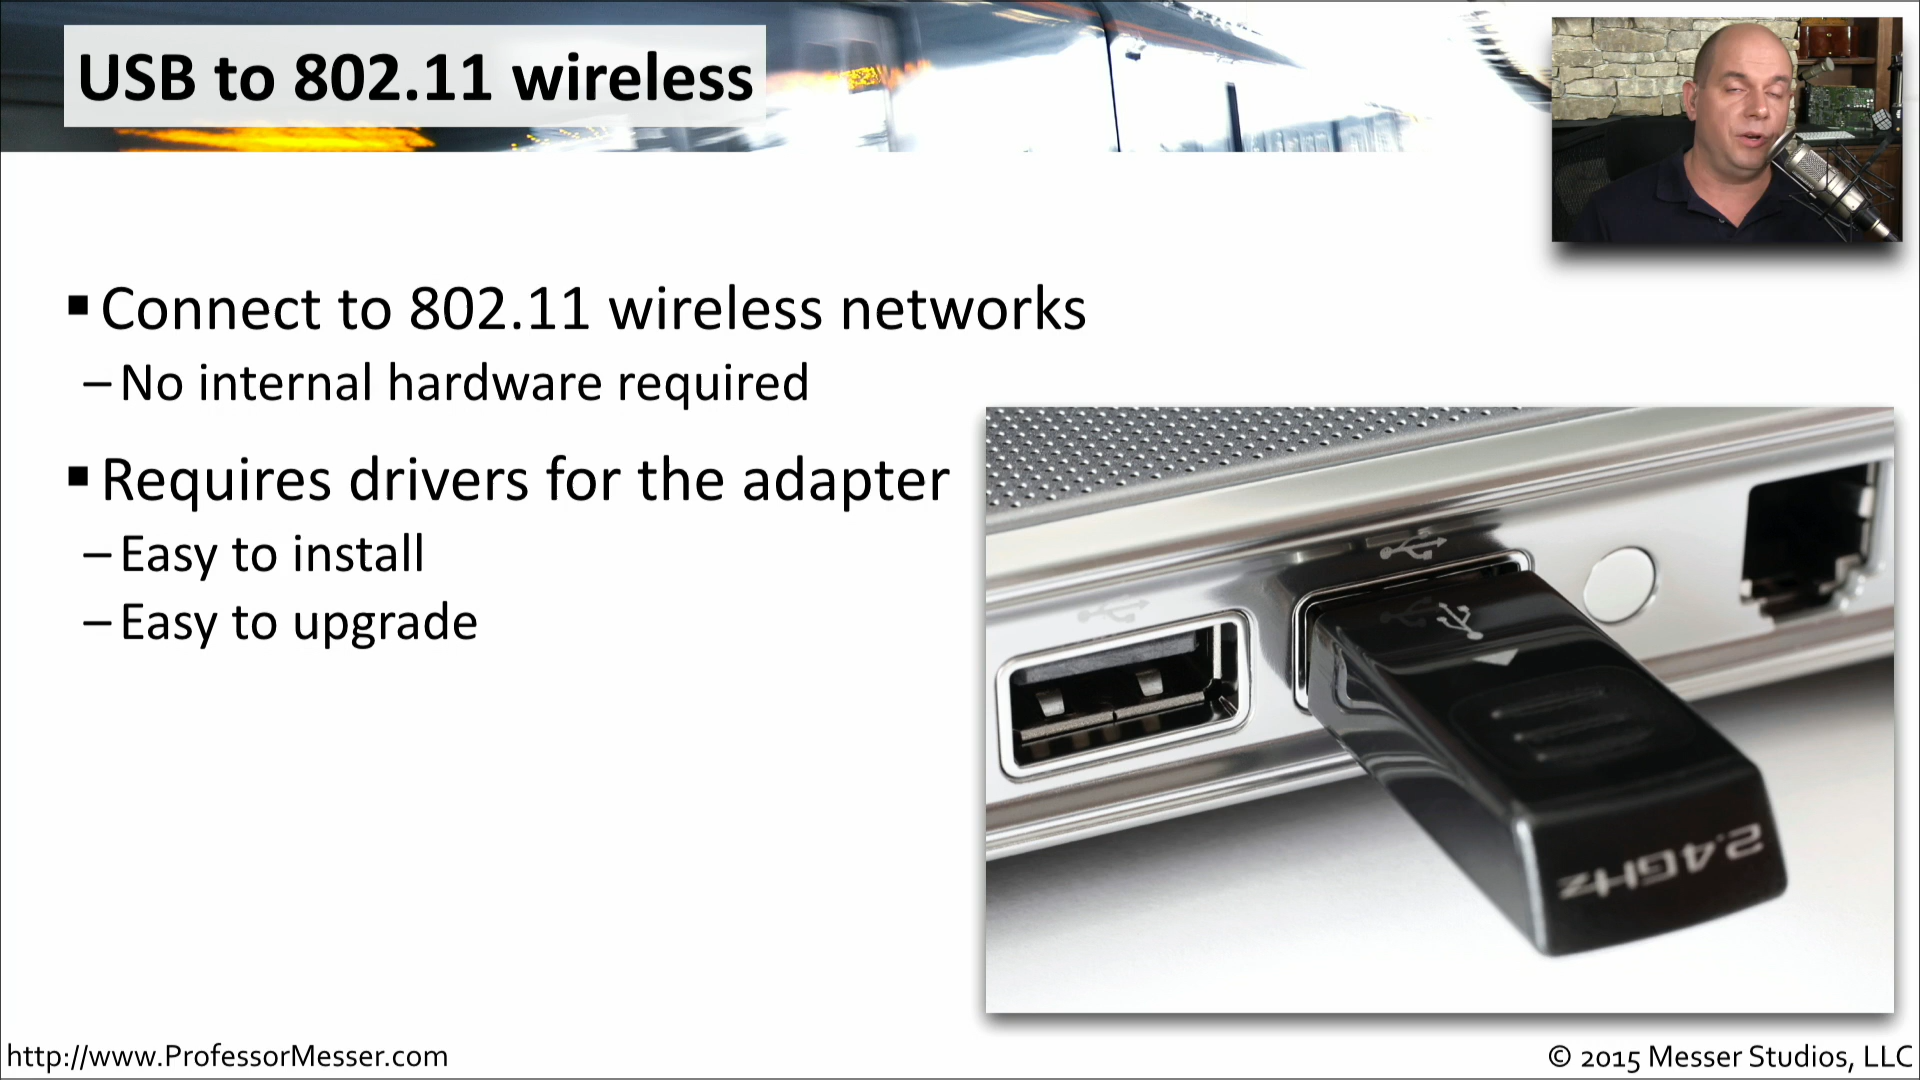 USB to 802.11 wireless
▪ Connect to 802.11 wireless networks
– No internal hardware required
▪ Requires drivers for the adapter
– Easy to install
– Easy to upgrade
2.4GHz
http://www.ProfessorMesser.com
© 2015 Messer Studios, LLC